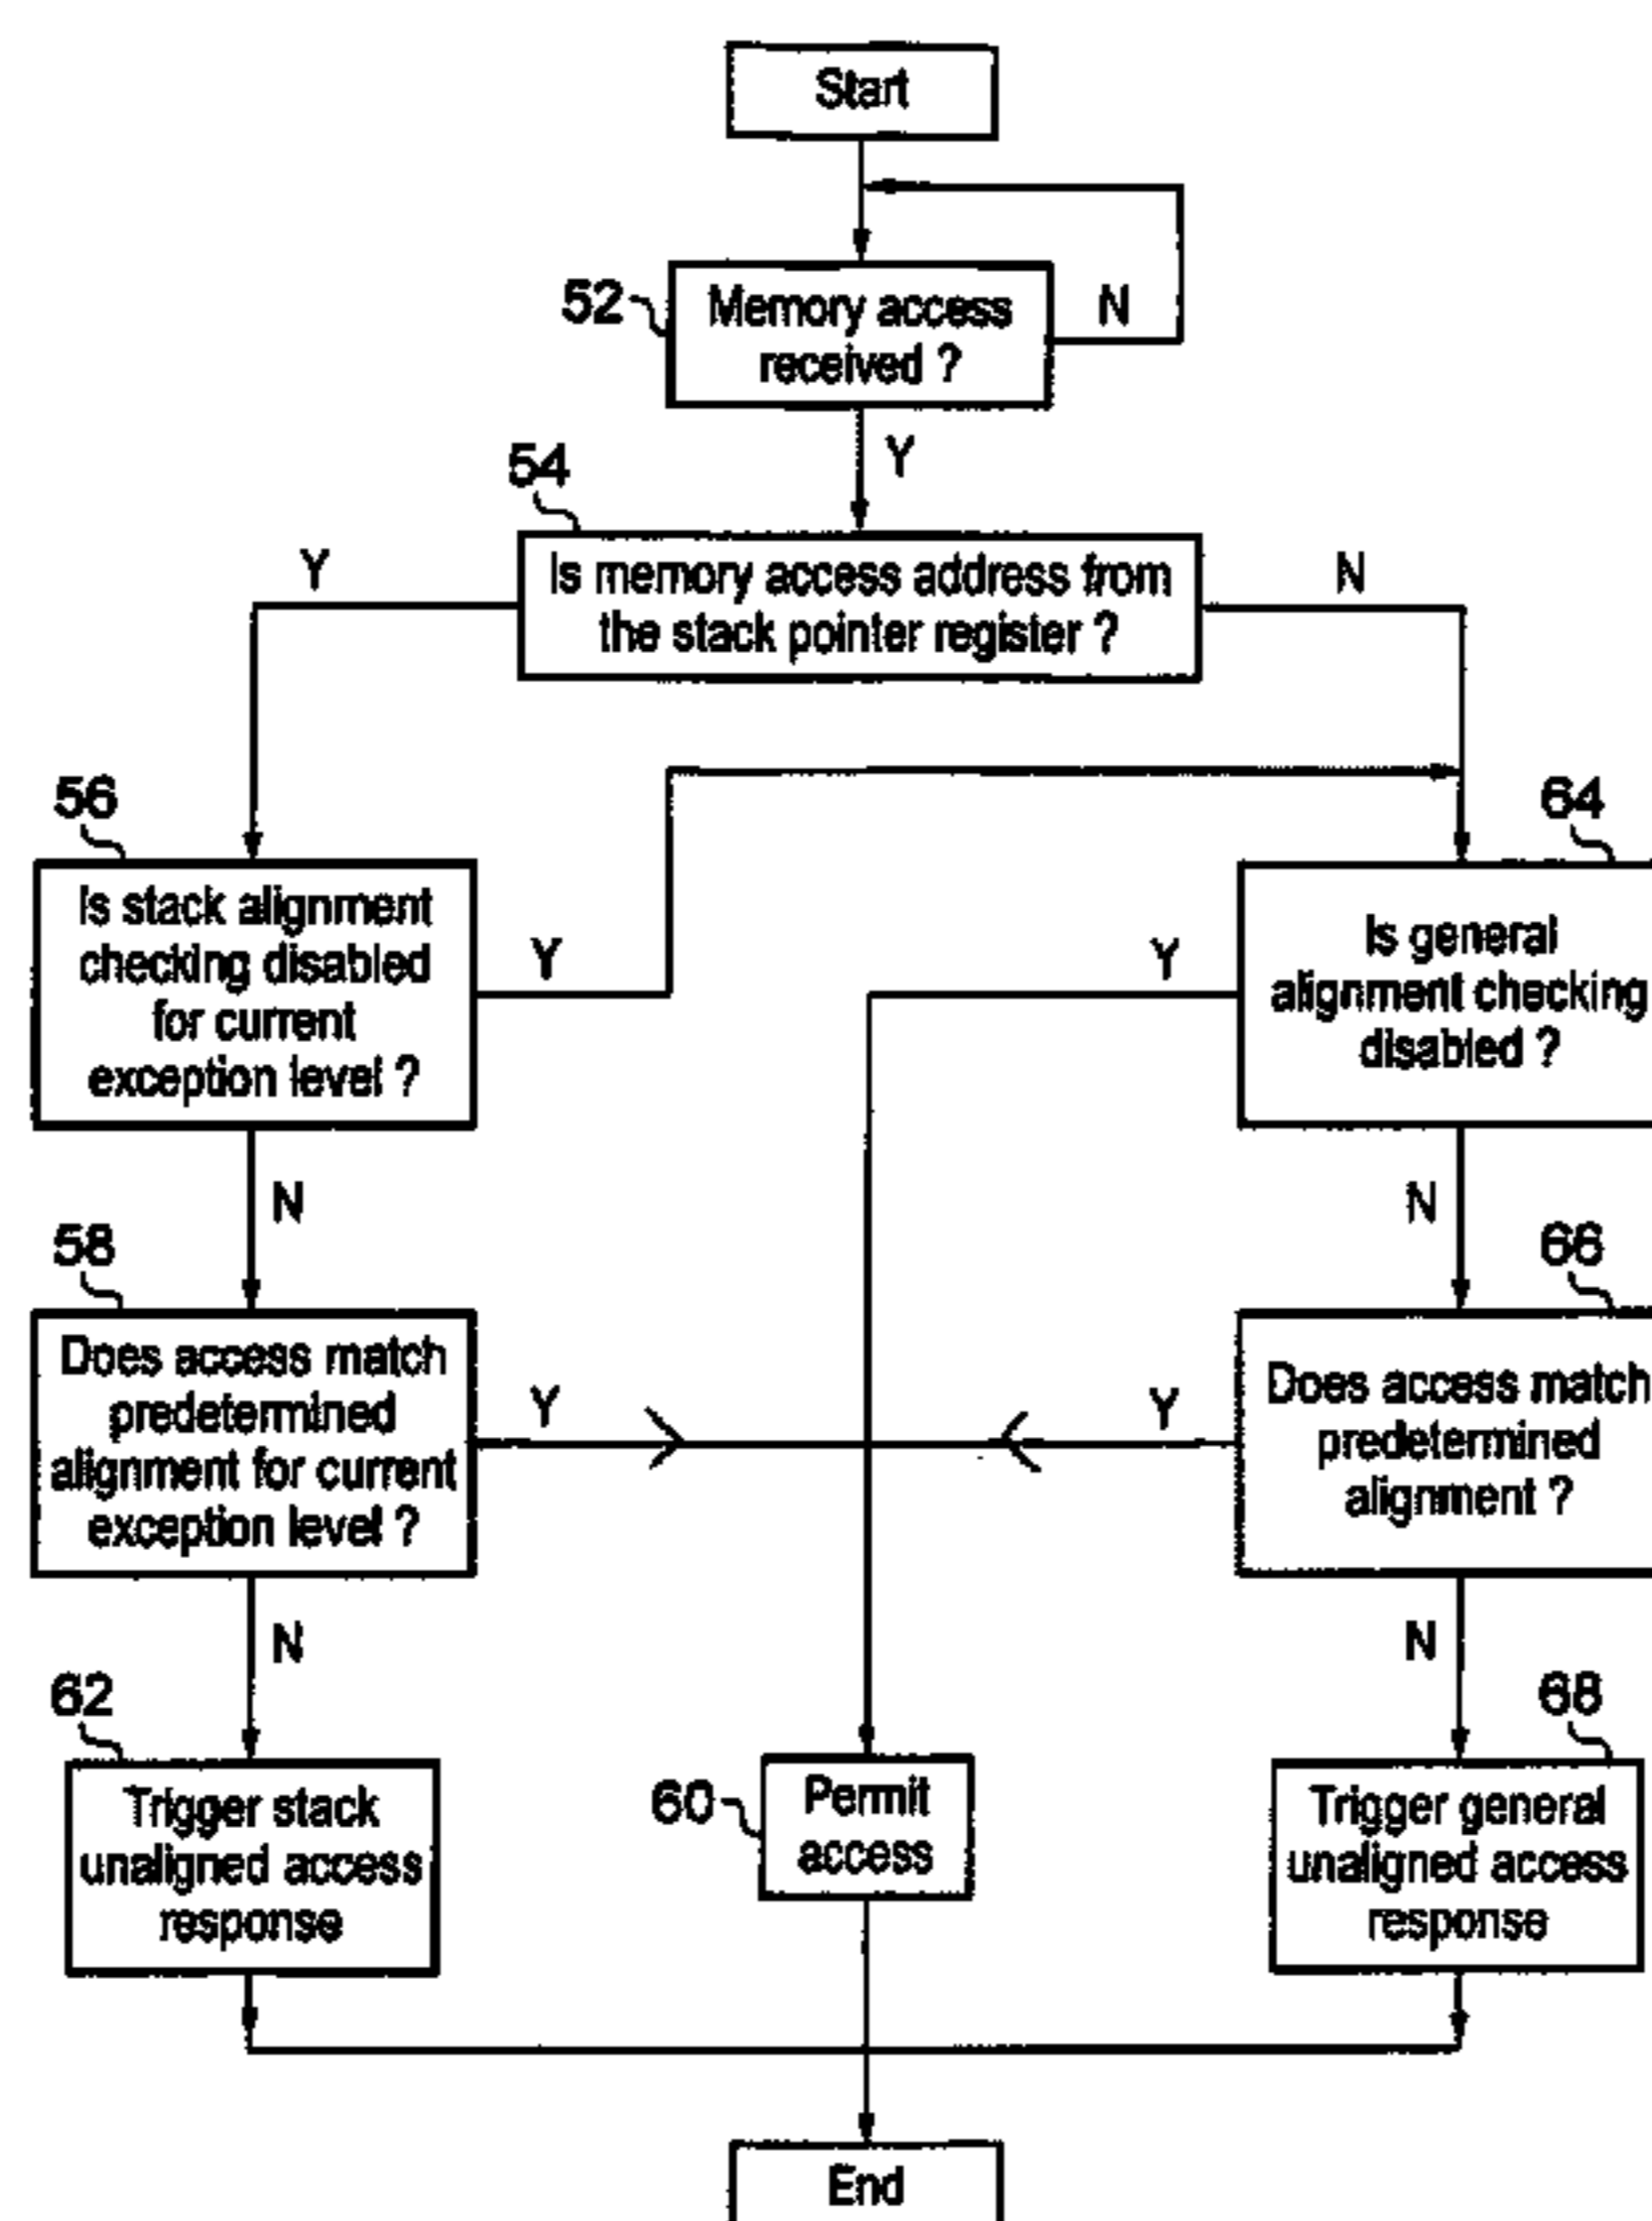 Start
52
Memory access
received ?
N
Y
54
Is memory access address from
the stack pointer register ?
Y
N
56
Is stack alignment
checking disabled
for current
exception level ?
Y
64
Is general
alignment checking
disabled ?
Y
N
N
58
Does access match
predetermined
alignment for current
exception level ?
Y
66
Does access match
predetermined
alignment ?
Y
N
N
62
Trigger stack
unaligned access
response
60
Permit
access
68
Trigger general
unaligned access
response
End